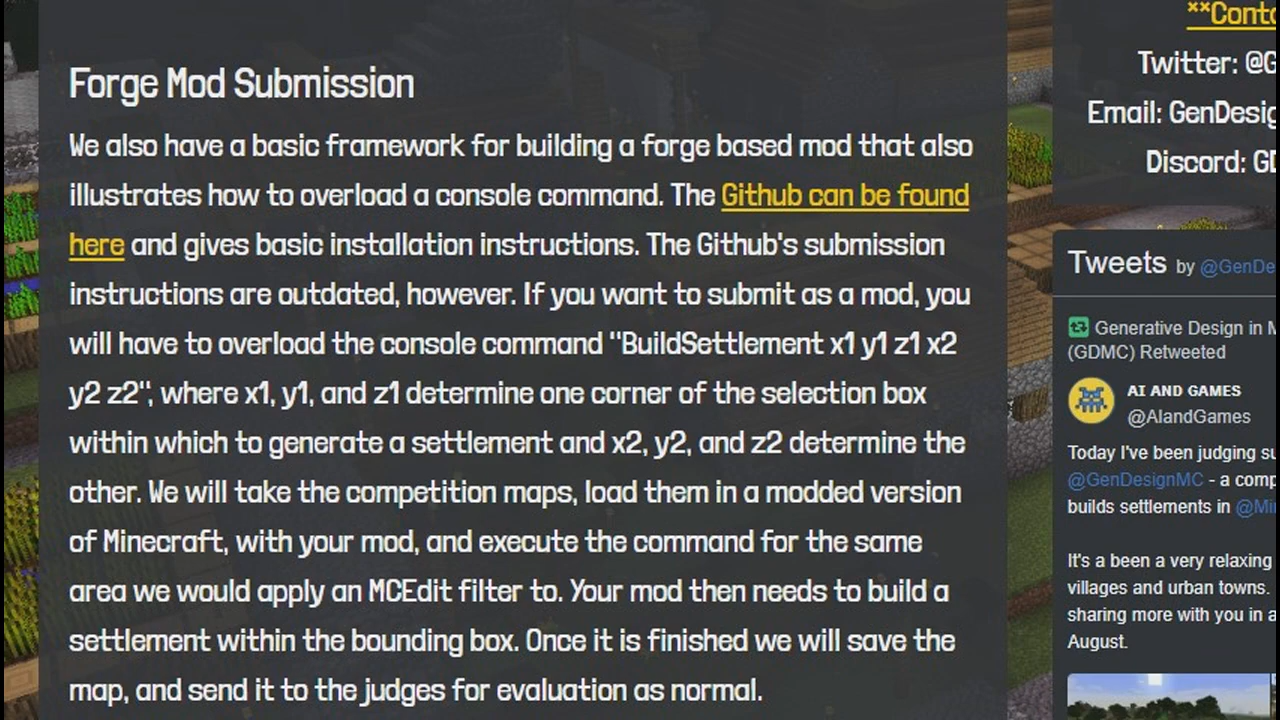 Forge Mod Submission
We also have a basic framework for building a forge based mod that also
illustrates how to overload a console command. The Github can be found
here and gives basic installation instructions. The Github's submission
instructions are outdated, however. If you want to submit as a mod, you
will have to overload the console command "BuildSettlement x1 y1 z1 x2
y2 z2", where x1, y1, and z1 determine one corner of the selection box
within which to generate a settlement and x2, y2, and z2 determine the
other. We will take the competition maps, load them in a modded version
of Minecraft, with your mod, and execute the command for the same
area we would apply an MCEdit filter to. Your mod then needs to build a
settlement within the bounding box. Once it is finished we will save the
map, and send it to the judges for evaluation as normal.
Twitter:
Email:
Discord:
Tweets by
Generative Design in
(GDMC) Retweeted
AI AND GAMES
@AIandGames
Today I've been judging
@GenDesignMC - a
builds settlements in
It's a been a very relaxing
villages and urban towns.
sharing more with you in a
August.